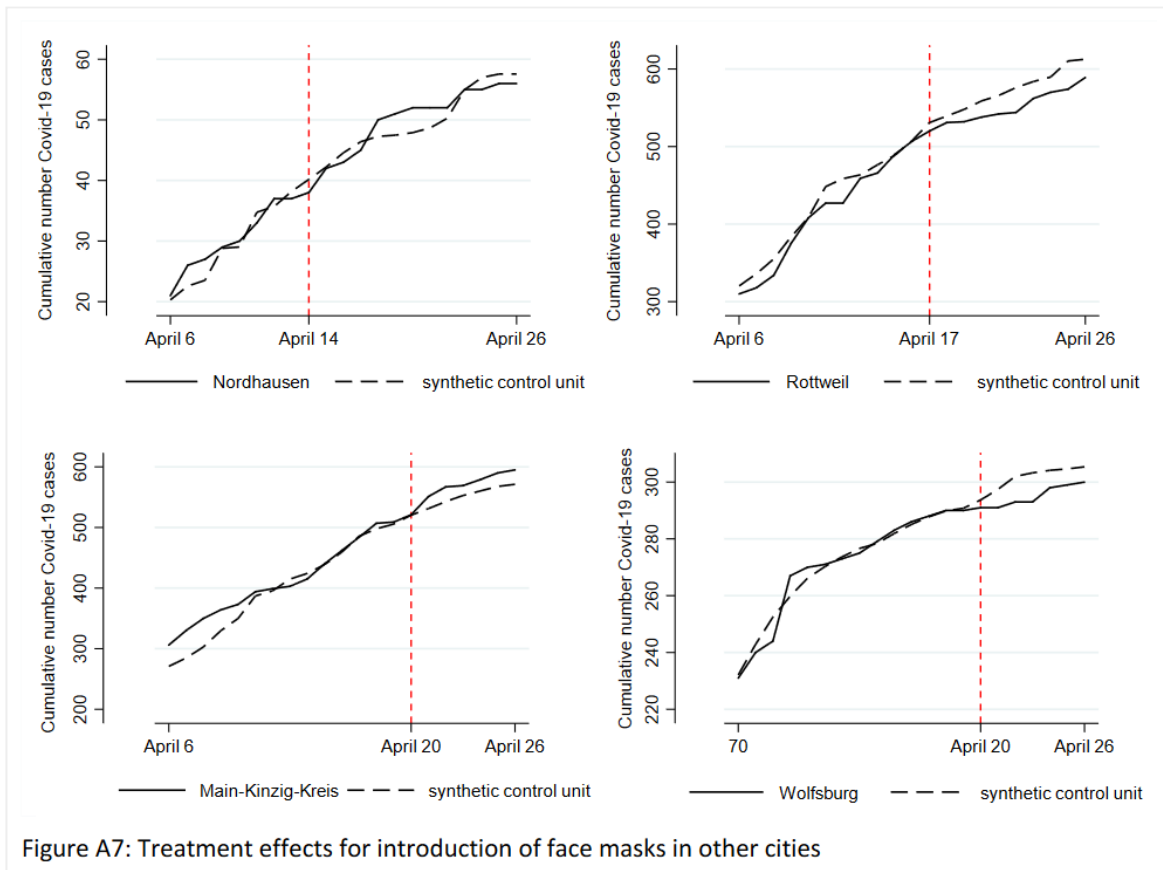 Cumulative number Covid-19 cases
60
50
40
30
20
April 6 April 14 April 26
Nordhausen synthetic control unit
Cumulative number Covid-19 cases
600
500
400
300
April 6 April 17 April 26
Rottweil synthetic control unit
Cumulative number Covid-19 cases
600
500
400
300
200
April 6 April 20 April 26
Main-Kinzig-Kreis synthetic control unit
Cumulative number Covid-19 cases
300
280
260
240
220
70 April 20 April 26
Wolfsburg synthetic control unit
Figure A7: Treatment effects for introduction of face masks in other cities